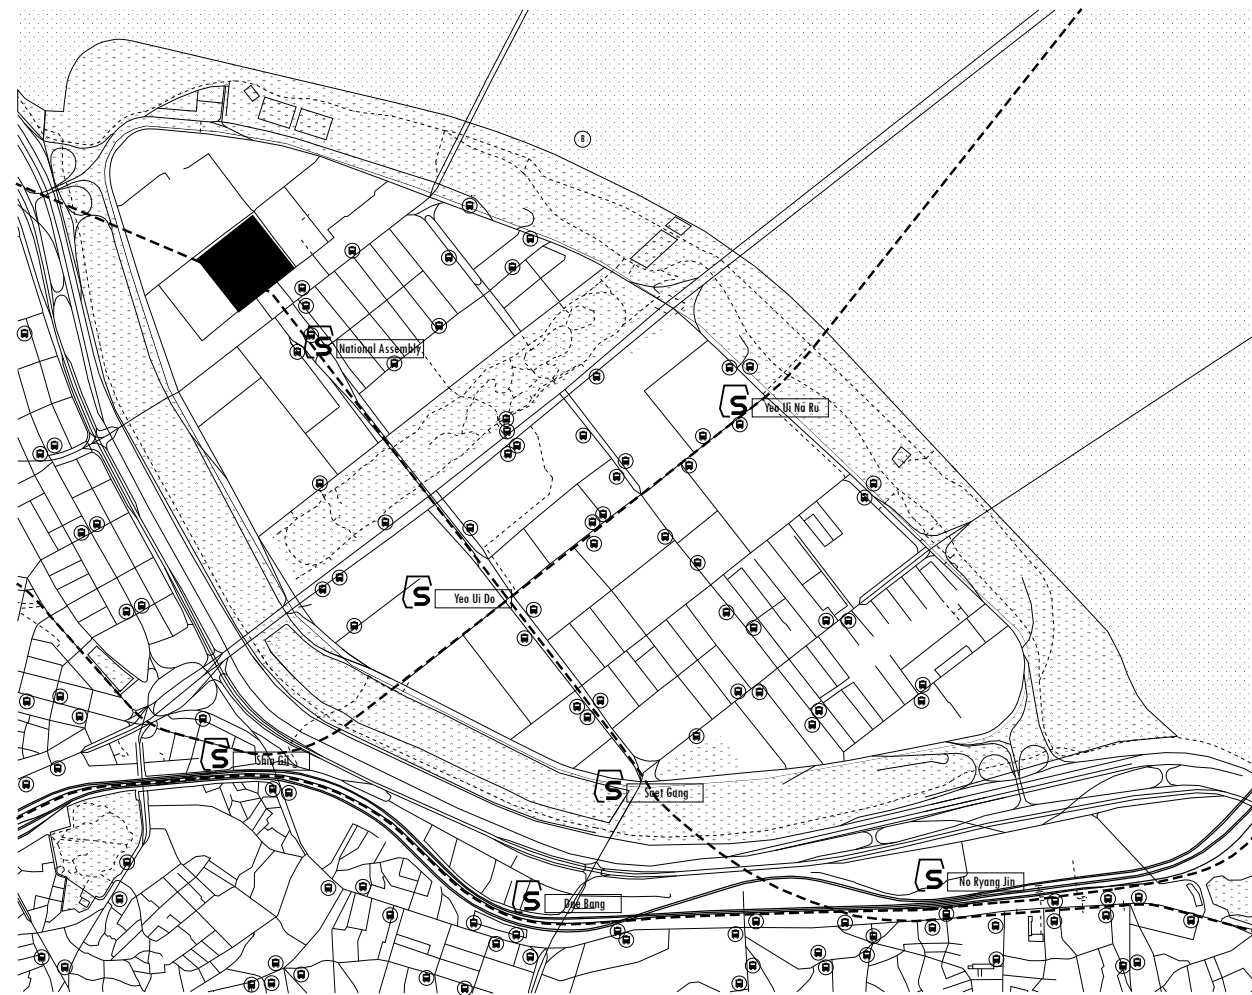 B
S
National Assembly
S
Yeo Ui Na Ru
S
Yeo Ui Do
S
Shin Gil
S
Saet Gang
S
No Ryang Jin
S
Dae Bang